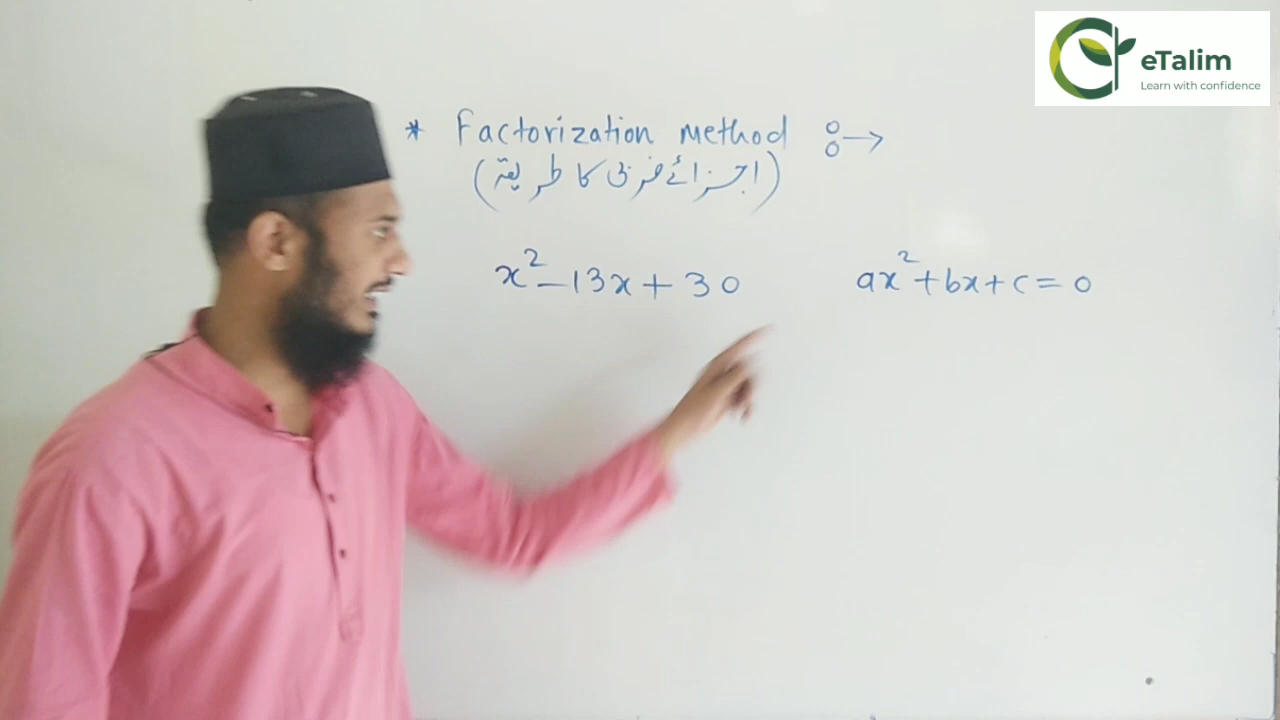 eTalim
Learn with confidence
* Factorization method :→
(اجزائے ضربی کا طریقہ)
x² - 13x + 30
ax² + bx + c = 0